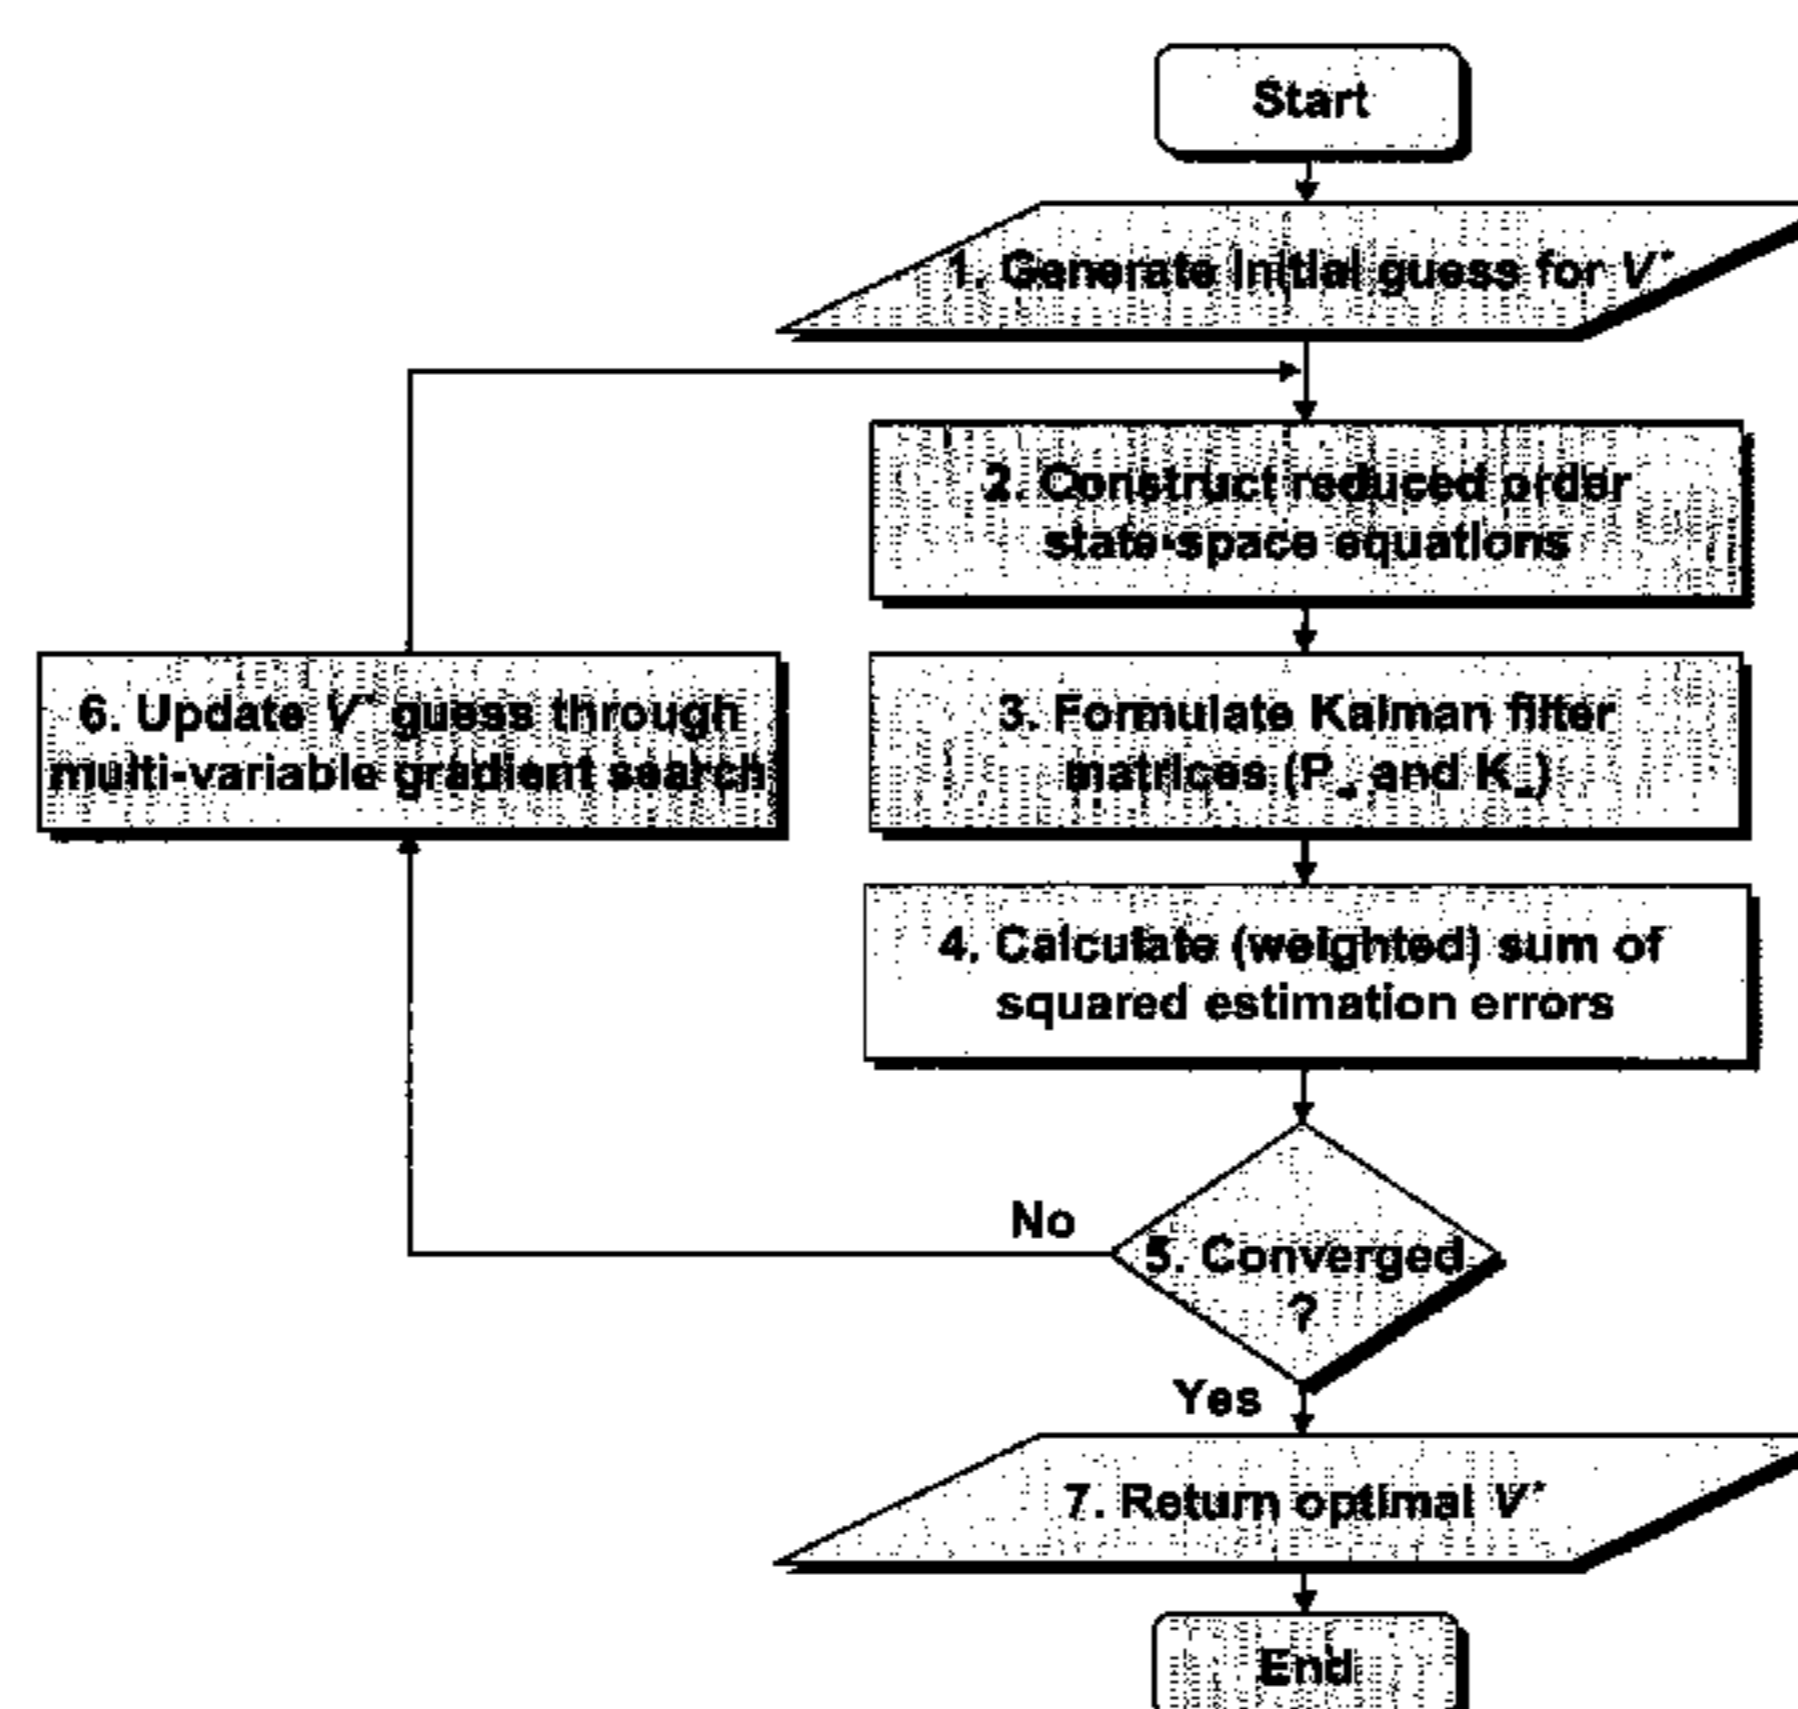 Start
1. Generate initial guess for V*
2. Construct reduced order
state-space equations
6. Update V* guess through
multi-variable gradient search
3. Formulate Kalman filter
matrices (P and K)
4. Calculate (weighted) sum of
squared estimation errors
No
5. Converged
?
Yes
7. Return optimal V*
End